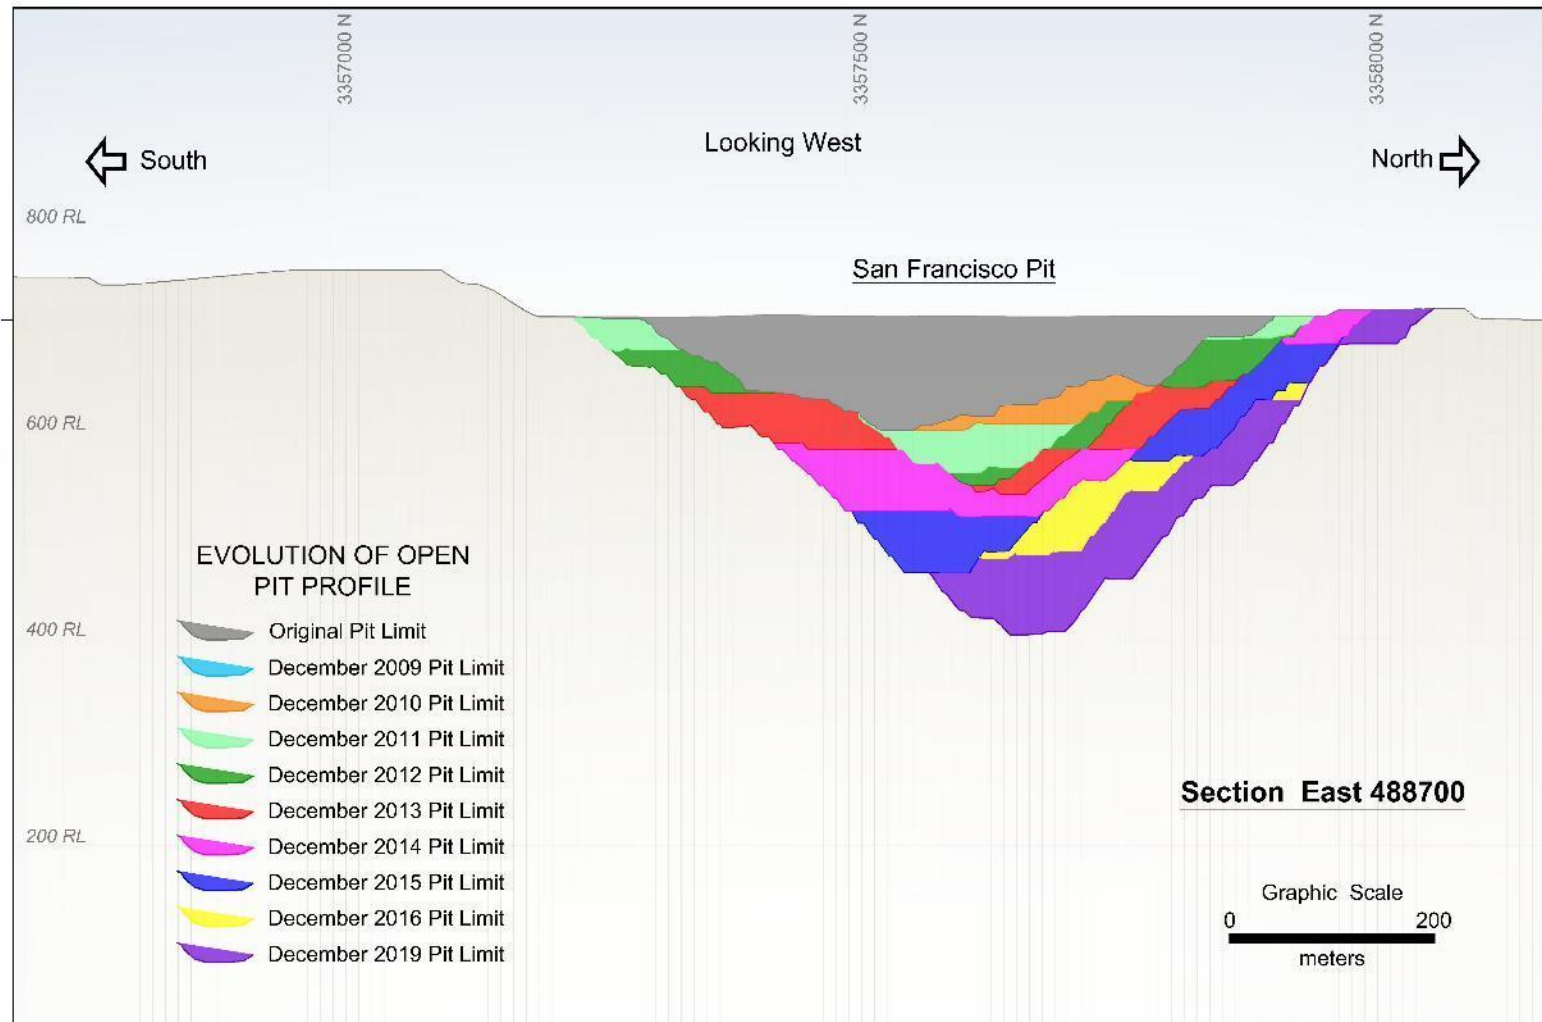 3357000 N
3357500 N
3358000 N
Looking West
South
North
800 RL
San Francisco Pit
600 RL
400 RL
200 RL
EVOLUTION OF OPEN
PIT PROFILE
Original Pit Limit
December 2009 Pit Limit
December 2010 Pit Limit
December 2011 Pit Limit
December 2012 Pit Limit
December 2013 Pit Limit
December 2014 Pit Limit
December 2015 Pit Limit
December 2016 Pit Limit
December 2019 Pit Limit
Section East 488700
Graphic Scale
0 200
meters